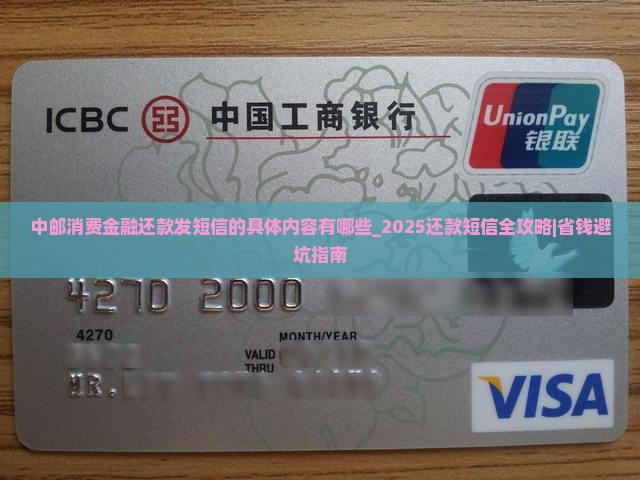 ICBC 中国工商银行
UnionPay
银联
中邮消费金融还款发短信的具体内容有哪些_2025还款短信全攻略|省钱避
坑指南
4270 2000
4270
MONTH/YEAR
VALID
THRU
MR.
VISA